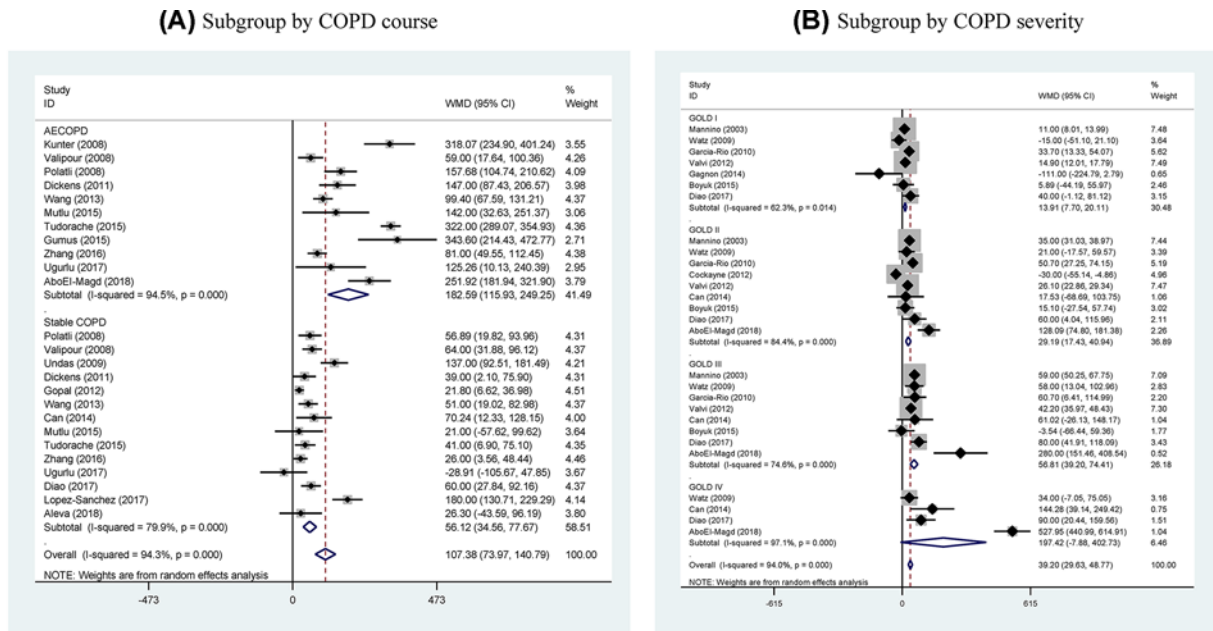 (A) Subgroup by COPD course
Study %
ID WMD (95% CI) Weight
AECOPD
Kunter (2008) 318.07 (234.90, 401.24) 3.55
Valipour (2008) 59.00 (17.64, 100.36) 4.26
Polatli (2008) 157.68 (104.74, 210.62) 4.09
Dickens (2011) 147.00 (87.43, 206.57) 3.98
Wang (2013) 99.40 (67.59, 131.21) 4.37
Mutlu (2015) 142.00 (32.63, 251.37) 3.06
Tudorache (2015) 322.00 (289.07, 354.93) 4.36
Gumus (2015) 343.60 (214.43, 472.77) 2.71
Zhang (2016) 81.00 (49.55, 112.45) 4.38
Ugurlu (2017) 125.26 (10.13, 240.39) 2.95
AboEl-Magd (2018) 251.92 (181.94, 321.90) 3.79
Subtotal (I-squared = 94.5%, p = 0.000) 182.59 (115.93, 249.25) 41.49
.
Stable COPD
Polatli (2008) 56.89 (19.82, 93.96) 4.31
Valipour (2008) 64.00 (31.88, 96.12) 4.37
Undas (2009) 137.00 (92.51, 181.49) 4.21
Dickens (2011) 39.00 (2.10, 75.90) 4.31
Gopal (2012) 21.80 (6.62, 36.98) 4.51
Wang (2013) 51.00 (19.02, 82.98) 4.37
Can (2014) 70.24 (12.33, 128.15) 4.00
Mutlu (2015) 21.00 (-57.62, 99.62) 3.64
Tudorache (2015) 41.00 (6.90, 75.10) 4.35
Zhang (2016) 26.00 (3.56, 48.44) 4.46
Ugurlu (2017) -28.91 (-105.67, 47.85) 3.67
Diao (2017) 60.00 (27.84, 92.16) 4.37
Lopez-Sanchez (2017) 180.00 (130.71, 229.29) 4.14
Aleva (2018) 26.30 (-43.59, 96.19) 3.80
Subtotal (I-squared = 79.9%, p = 0.000) 56.12 (34.56, 77.67) 58.51
.
Overall (I-squared = 94.3%, p = 0.000) 107.38 (73.97, 140.79) 100.00
NOTE: Weights are from random effects analysis
-473 0 473
(B) Subgroup by COPD severity
Study %
ID WMD (95% CI) Weight
GOLD I
Mannino (2003) 11.00 (8.01, 13.99) 7.48
Watz (2009) -15.00 (-51.10, 21.10) 3.64
Garcia-Rio (2010) 33.70 (13.33, 54.07) 5.62
Valvi (2012) 14.90 (12.01, 17.79) 7.49
Gagnon (2014) -111.00 (-224.79, 2.79) 0.65
Boyuk (2015) 5.89 (-44.19, 55.97) 2.46
Diao (2017) 40.00 (-1.12, 81.12) 3.15
Subtotal (I-squared = 62.3%, p = 0.014) 13.91 (7.70, 20.11) 30.48
.
GOLD II
Mannino (2003) 35.00 (31.03, 38.97) 7.44
Watz (2009) 21.00 (-17.57, 59.57) 3.39
Garcia-Rio (2010) 50.70 (27.25, 74.15) 5.19
Cockayne (2012) -30.00 (-55.14, -4.86) 4.96
Valvi (2012) 26.10 (22.86, 29.34) 7.47
Can (2014) 17.53 (-68.69, 103.75) 1.06
Boyuk (2015) 15.10 (-27.54, 57.74) 3.02
Diao (2017) 60.00 (4.04, 115.96) 2.11
AboEl-Magd (2018) 128.09 (74.80, 181.38) 2.26
Subtotal (I-squared = 84.4%, p = 0.000) 29.19 (17.43, 40.94) 36.89
.
GOLD III
Mannino (2003) 59.00 (50.25, 67.75) 7.09
Watz (2009) 58.00 (13.04, 102.96) 2.83
Garcia-Rio (2010) 60.70 (6.41, 114.99) 2.20
Valvi (2012) 42.20 (35.97, 48.43) 7.30
Can (2014) 61.02 (-26.13, 148.17) 1.04
Boyuk (2015) -3.54 (-66.44, 59.36) 1.77
Diao (2017) 80.00 (41.91, 118.09) 3.43
AboEl-Magd (2018) 280.00 (151.46, 408.54) 0.52
Subtotal (I-squared = 74.6%, p = 0.000) 56.81 (39.20, 74.41) 26.18
.
GOLD IV
Watz (2009) 34.00 (-7.05, 75.05) 3.16
Can (2014) 144.28 (39.14, 249.42) 0.75
Diao (2017) 90.00 (20.44, 159.56) 1.51
AboEl-Magd (2018) 527.95 (440.99, 614.91) 1.04
Subtotal (I-squared = 97.1%, p = 0.000) 197.42 (-7.88, 402.73) 6.46
.
Overall (I-squared = 94.0%, p = 0.000) 39.20 (29.63, 48.77) 100.00
NOTE: Weights are from random effects analysis
-615 0 615